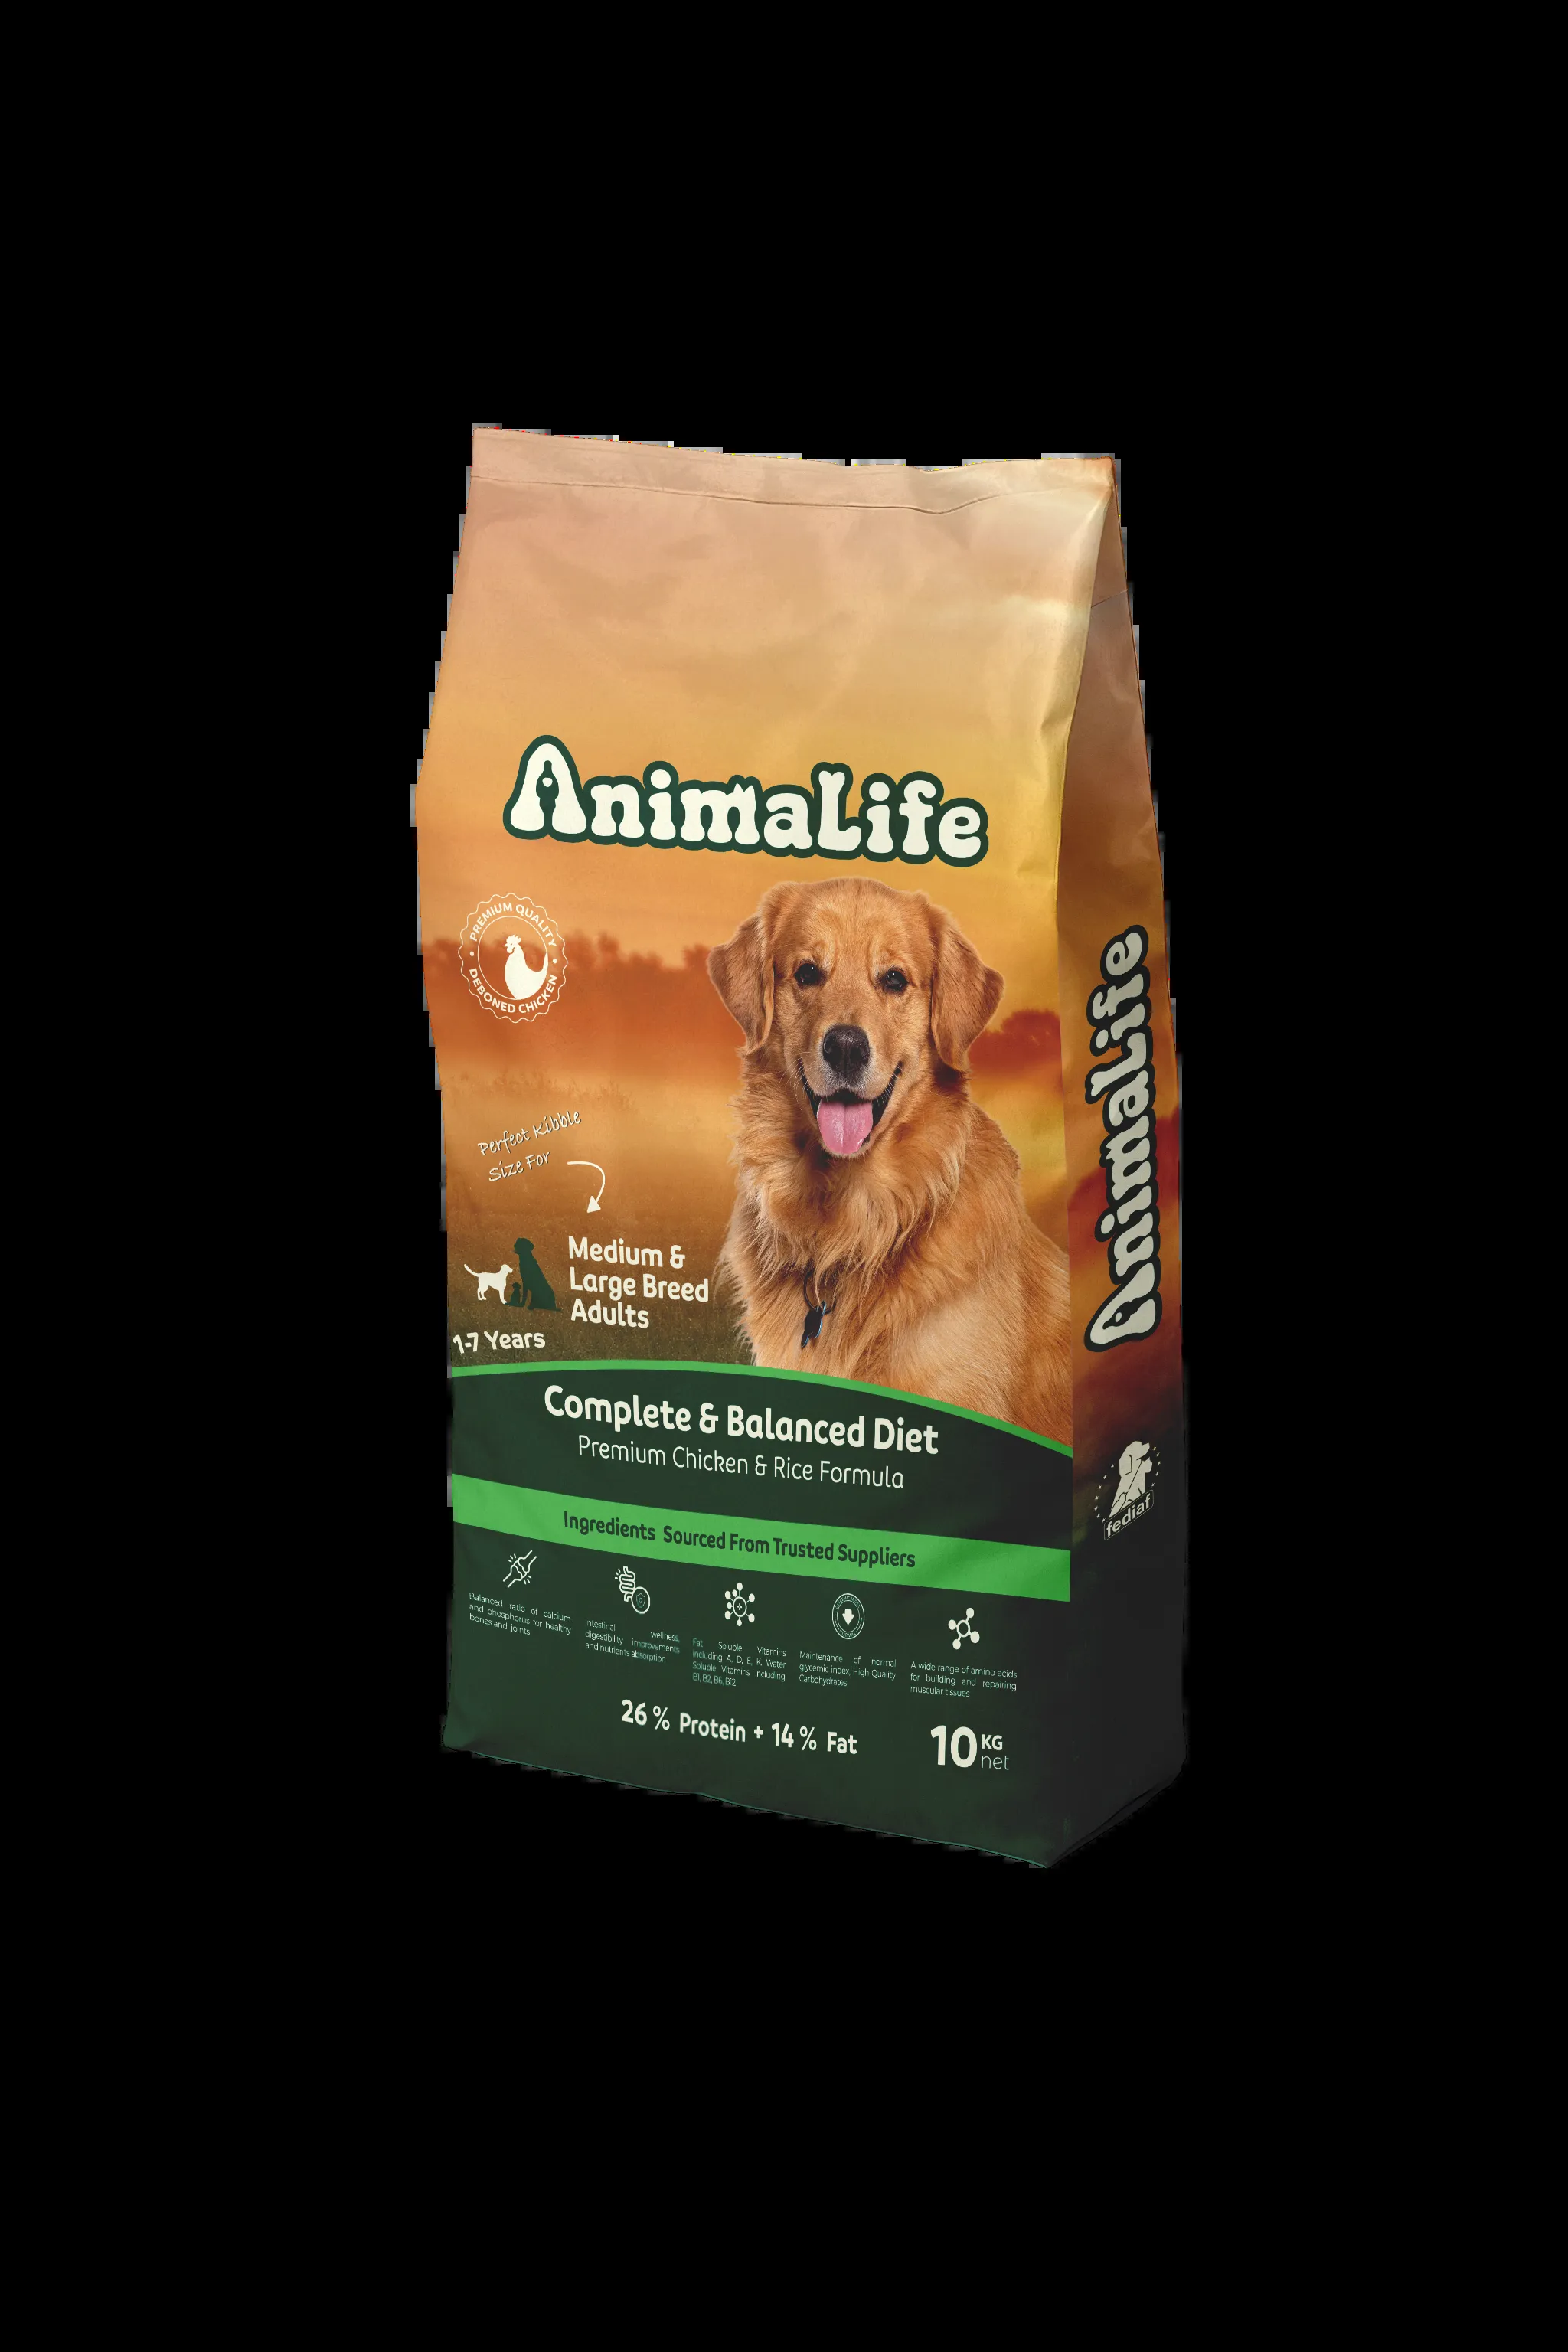 AnimaLife
PREMIUM QUALITY
DEBONED CHICKEN
Perfect Kibble
Size For
Medium &
Large Breed
Adults
1-7 Years
Complete & Balanced Diet
Premium Chicken & Rice Formula
Ingredients Sourced From Trusted Suppliers
Balanced ratio of calcium
and phosphorus for healthy
bones and joints
Intestinal wellness,
digestibility improvements
and nutrients absorption
Fat Soluble Vitamins
including A, D, E, K. Water
Soluble Vitamins including
B1, B2, B6, B12
Maintenance of normal
glycemic index, High Quality
Carbohydrates
A wide range of amino acids
for building and repairing
muscular tissues
26 % Protein + 14 % Fat
10 KG
net
AnimaLife
fediaf